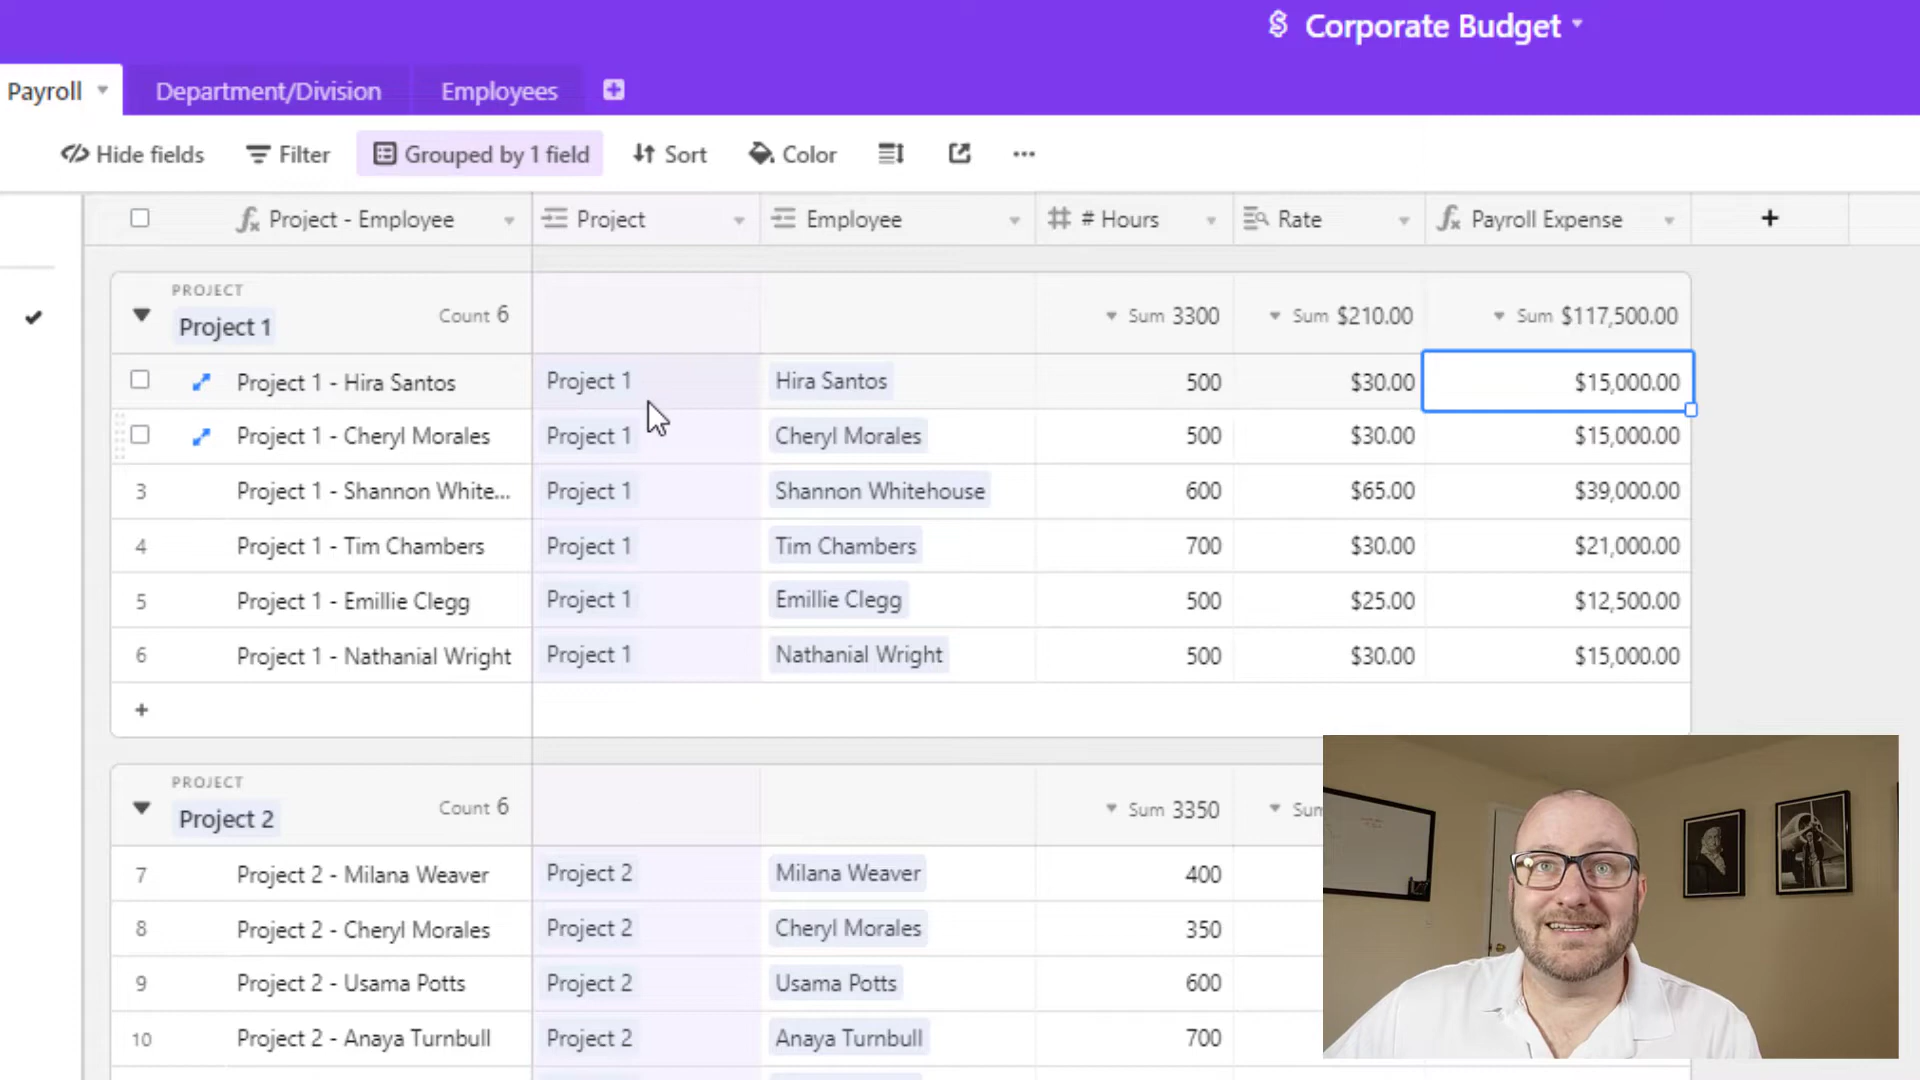 Corporate Budget
Payroll Department/Division Employees
Hide fields Filter Grouped by 1 field Sort Color
Project - Employee Project Employee # Hours Rate Payroll Expense
PROJECT
Project 1 Count 6 Sum 3300 Sum $210.00 Sum $117,500.00
Project 1 - Hira Santos Project 1 Hira Santos 500 $30.00 $15,000.00
Project 1 - Cheryl Morales Project 1 Cheryl Morales 500 $30.00 $15,000.00
3 Project 1 - Shannon White... Project 1 Shannon Whitehouse 600 $65.00 $39,000.00
4 Project 1 - Tim Chambers Project 1 Tim Chambers 700 $30.00 $21,000.00
5 Project 1 - Emillie Clegg Project 1 Emillie Clegg 500 $25.00 $12,500.00
6 Project 1 - Nathanial Wright Project 1 Nathanial Wright 500 $30.00 $15,000.00
PROJECT
Project 2 Count 6 Sum 3350
7 Project 2 - Milana Weaver Project 2 Milana Weaver 400
8 Project 2 - Cheryl Morales Project 2 Cheryl Morales 350
9 Project 2 - Usama Potts Project 2 Usama Potts 600
10 Project 2 - Anaya Turnbull Project 2 Anaya Turnbull 700